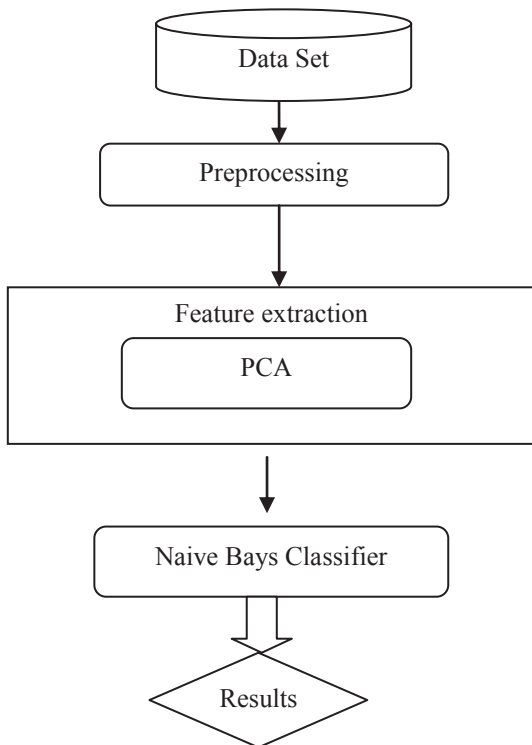 Data Set
Preprocessing
Feature extraction
PCA
Naive Bays Classifier
Results